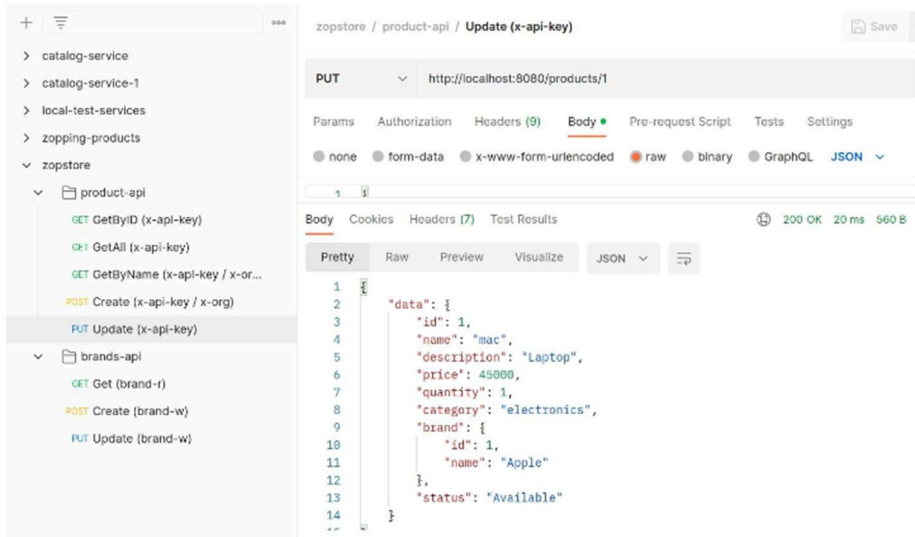 zopstore / product-api / Update (x-api-key)
Save
catalog-service
catalog-service-1
local-test-services
zopping-products
zopstore
product-api
GET GetByID (x-api-key)
GET GetAll (x-api-key)
GET GetByName (x-api-key / x-or...
POST Create (x-api-key / x-org)
PUT Update (x-api-key)
brands-api
GET Get (brand-r)
POST Create (brand-w)
PUT Update (brand-w)
PUT http://localhost:8080/products/1
Params Authorization Headers (9) Body Pre-request Script Tests Settings
none form-data x-www-form-urlencoded raw binary GraphQL JSON
1 {
Body Cookies Headers (7) Test Results 200 OK 20 ms 560 B
Pretty Raw Preview Visualize JSON
1 {
2 "data": {
3 "id": 1,
4 "name": "mac",
5 "description": "Laptop",
6 "price": 45000,
7 "quantity": 1,
8 "category": "electronics",
9 "brand": {
10 "id": 1,
11 "name": "Apple"
12 },
13 "status": "Available"
14 }